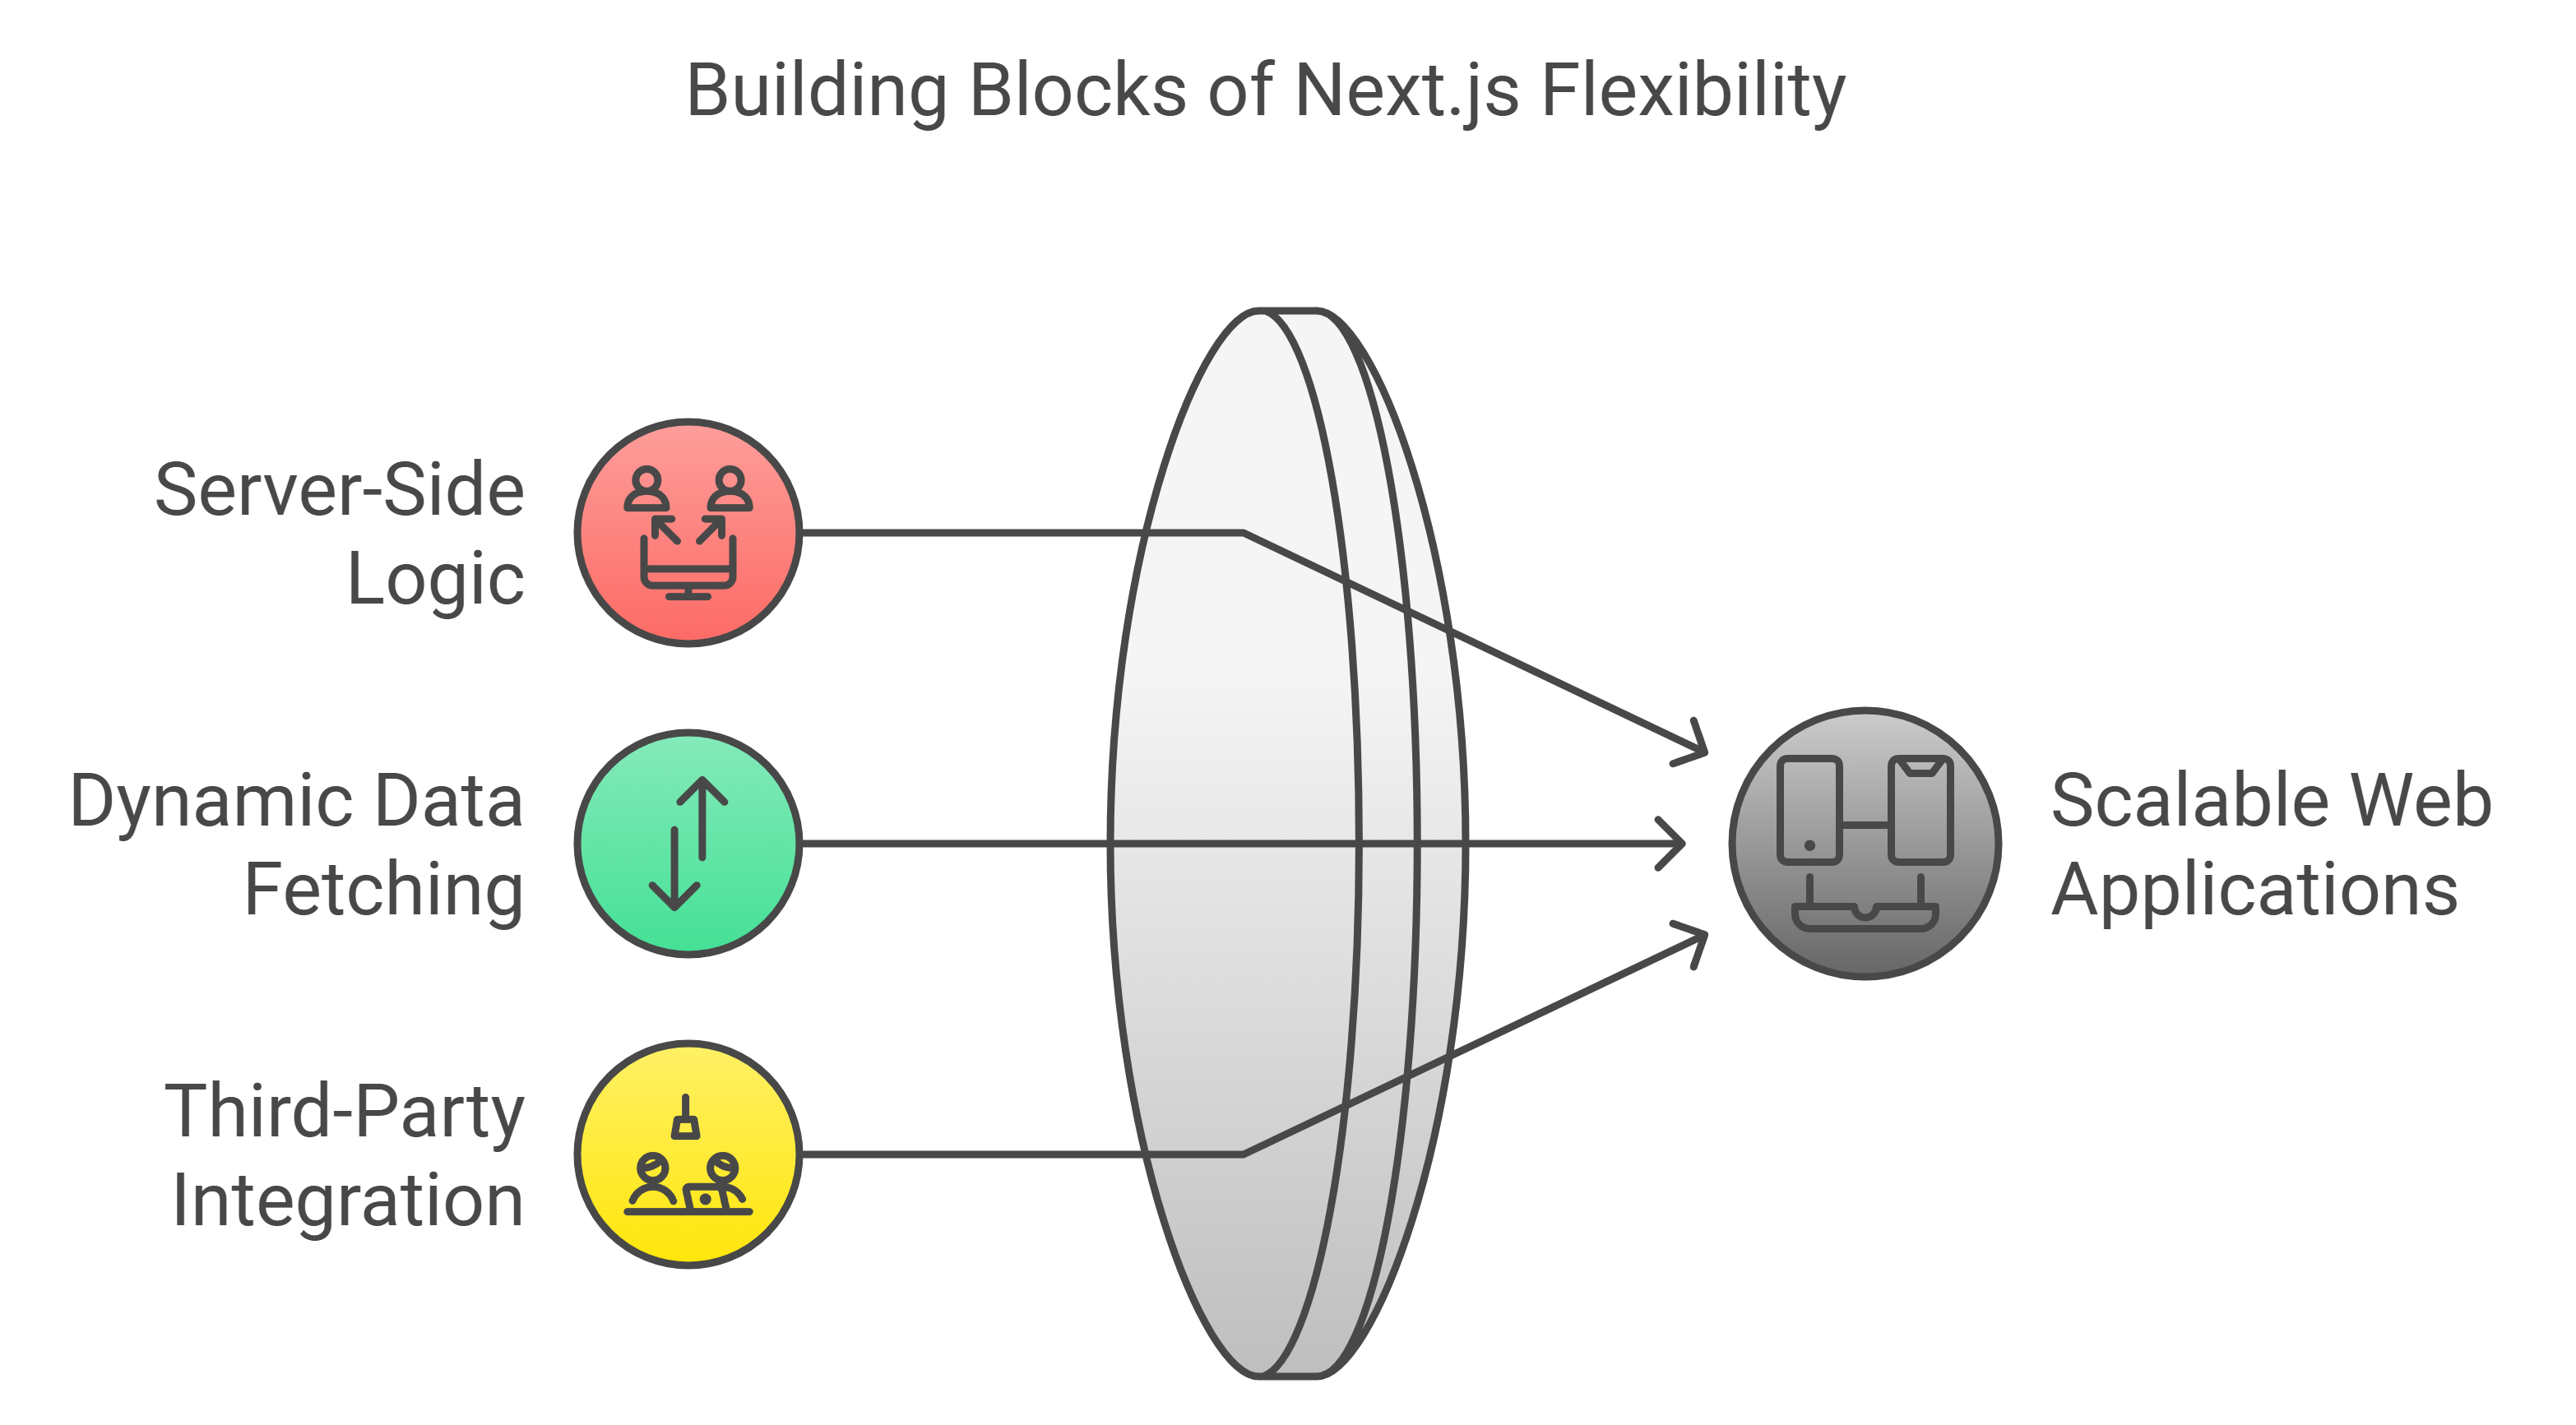 Building Blocks of Next.js Flexibility
Server-Side
Logic
Dynamic Data
Fetching
Third-Party
Integration
Scalable Web
Applications